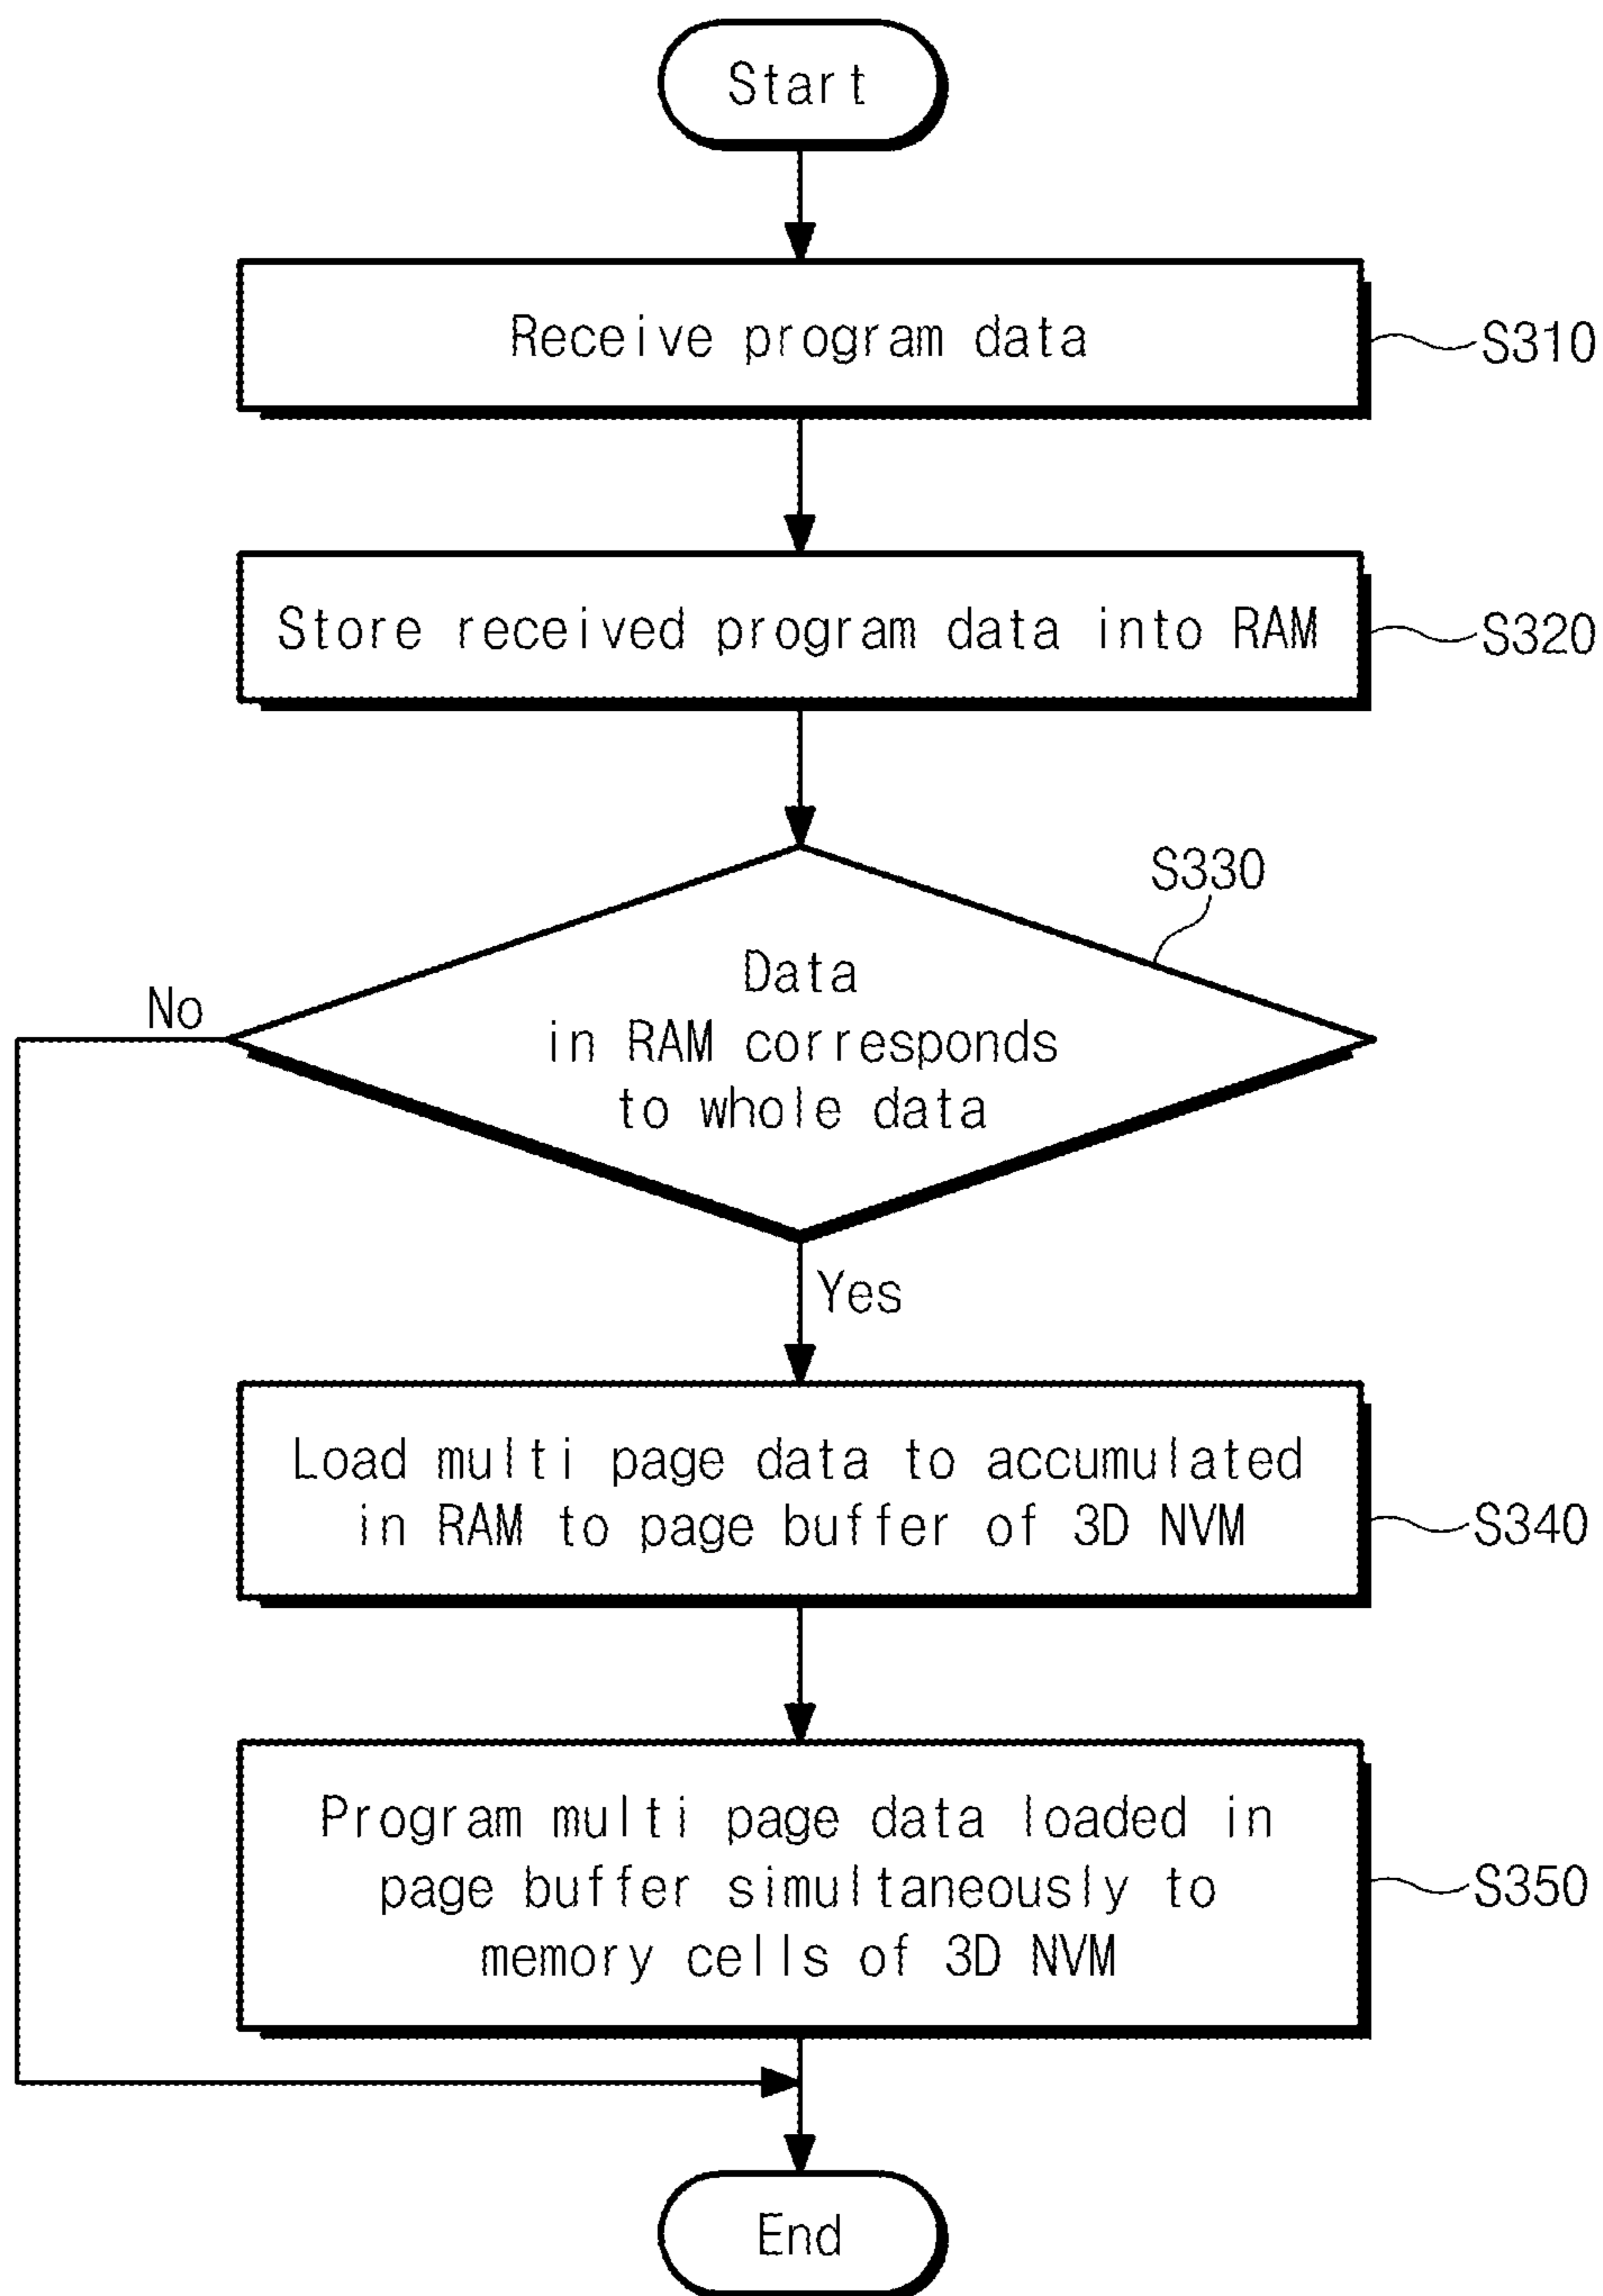 Start
Receive program data
S310
Store received program data into RAM
S320
S330
Data
in RAM corresponds
to whole data
No
Yes
Load multi page data to accumulated
in RAM to page buffer of 3D NVM
S340
Program multi page data loaded in
page buffer simultaneously to
memory cells of 3D NVM
S350
End